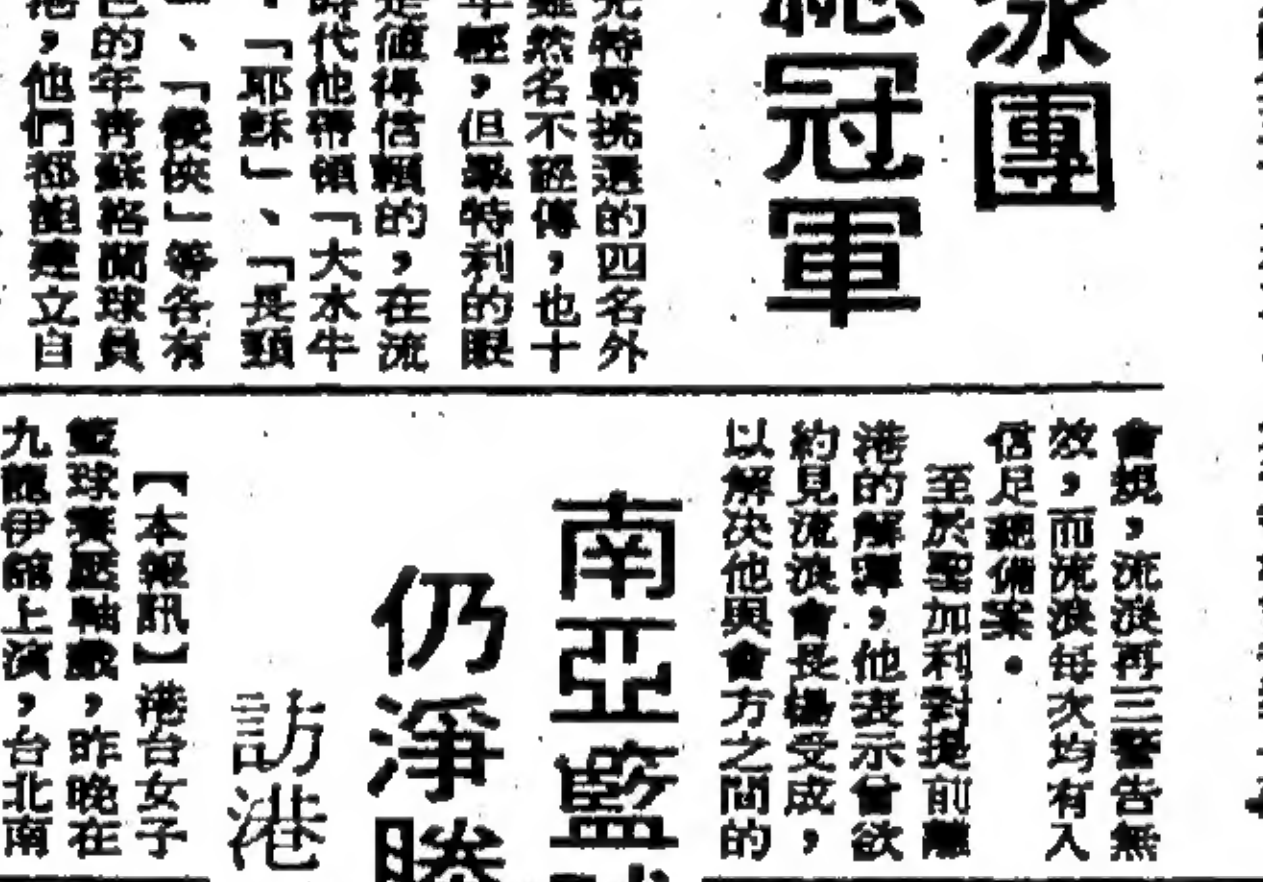 泳團
總冠軍
挑選的四名外
雖然名不經傳，也十
年輕，但畢特利的眼
是值得信賴的，在流
時代他帶領「大水牛
、「耶穌」、「長頸
」、「俠」等各有
色的年青蘇格蘭球員
港，他們都能建立自
會規，流浪再三警告無
效，而流浪每次均有入
信足總備案。
至於聖加利對提前離
港的解釋，他表示曾欲
約見流浪會長楊受成，
以解決他與會方之間的
南亞籃球
仍淨勝
訪港
【本報訊】港台女子
籃球賽壓軸戲，昨晚在
九龍伊館上演，台北南